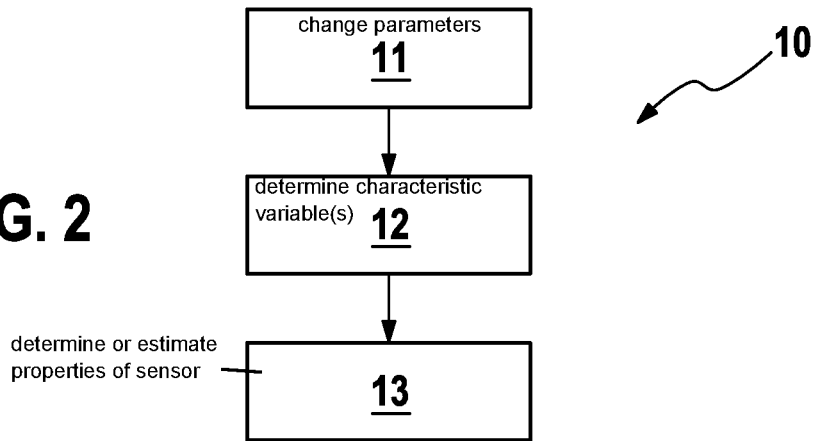 change parameters
11
10
determine characteristic
variable(s) 12
G. 2
determine or estimate
properties of sensor
13